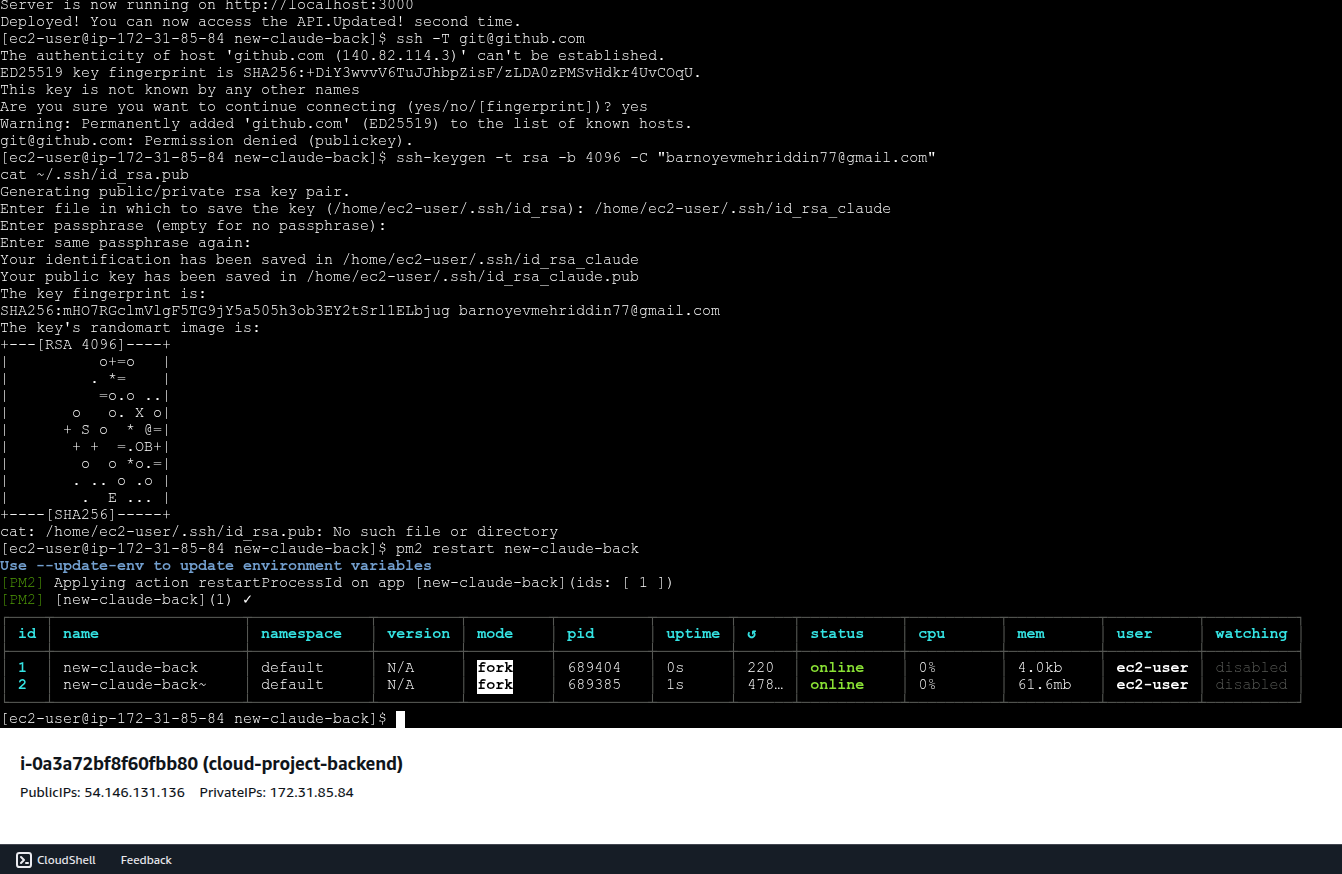 Server is now running on http://localhost:3000
Deployed! You can now access the API.Updated! second time.
[ec2-user@ip-172-31-85-84 new-claude-back]$ ssh -T git@github.com
The authenticity of host 'github.com (140.82.114.3)' can't be established.
ED25519 key fingerprint is SHA256:+DiY3wvvV6TuJJhbpZisF/zLDA0zPMSvHdkr4UvCOqU.
This key is not known by any other names
Are you sure you want to continue connecting (yes/no/[fingerprint])? yes
Warning: Permanently added 'github.com' (ED25519) to the list of known hosts.
git@github.com: Permission denied (publickey).
[ec2-user@ip-172-31-85-84 new-claude-back]$ ssh-keygen -t rsa -b 4096 -C "barnoyevmehriddin77@gmail.com"
cat ~/.ssh/id_rsa.pub
Generating public/private rsa key pair.
Enter file in which to save the key (/home/ec2-user/.ssh/id_rsa): /home/ec2-user/.ssh/id_rsa_claude
Enter passphrase (empty for no passphrase):
Enter same passphrase again:
Your identification has been saved in /home/ec2-user/.ssh/id_rsa_claude
Your public key has been saved in /home/ec2-user/.ssh/id_rsa_claude.pub
The key fingerprint is:
SHA256:mHO7RGclmVlgF5TG9jY5a505h3ob3EY2tSrl1ELbjug barnoyevmehriddin77@gmail.com
The key's randomart image is:
+---[RSA 4096]----+
|          o+=o   |
|         . *=    |
|          =o.o ..|
|       o   o. X o|
|      + S o  * @=|
|       + +  =.OB+|
|        o  o *o.=|
|       . .. o .o |
|        .  E ... |
+----[SHA256]-----+
cat: /home/ec2-user/.ssh/id_rsa.pub: No such file or directory
[ec2-user@ip-172-31-85-84 new-claude-back]$ pm2 restart new-claude-back
Use --update-env to update environment variables
[PM2] Applying action restartProcessId on app [new-claude-back](ids: [ 1 ])
[PM2] [new-claude-back](1) ✓
id name namespace version mode pid uptime ↺ status cpu mem user watching
1 new-claude-back default N/A fork 689404 0s 220 online 0% 4.0kb ec2-user disabled
2 new-claude-back~ default N/A fork 689385 1s 478… online 0% 61.6mb ec2-user disabled
[ec2-user@ip-172-31-85-84 new-claude-back]$
i-0a3a72bf8f60fbb80 (cloud-project-backend)
PublicIPs: 54.146.131.136 PrivateIPs: 172.31.85.84
CloudShell Feedback